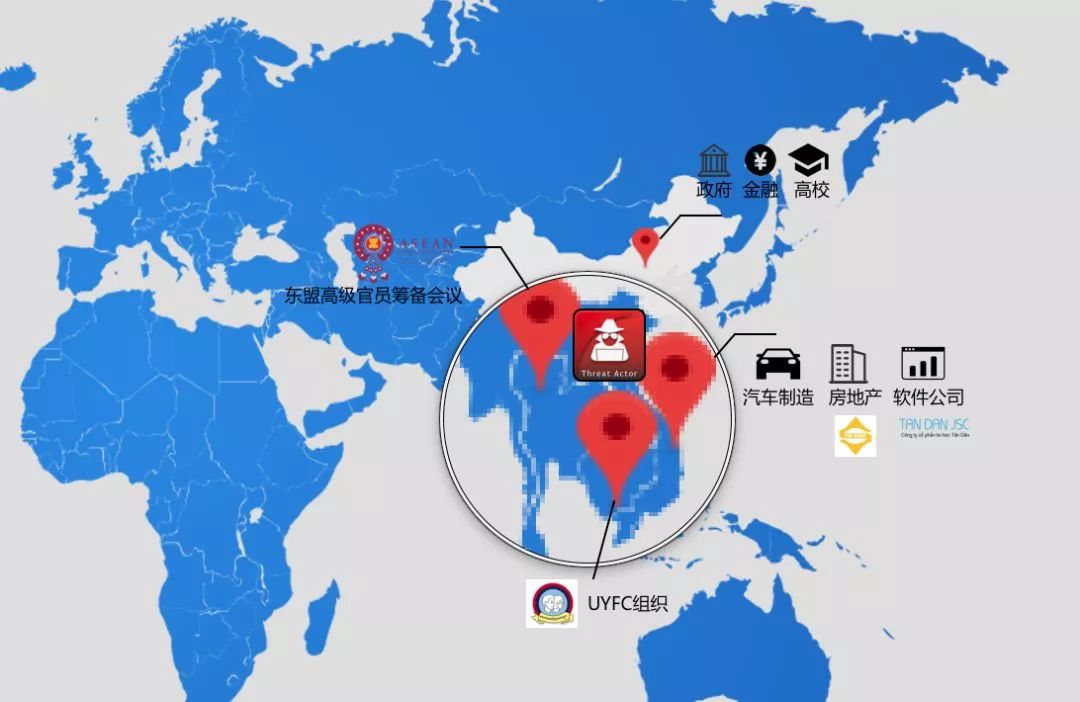 政府 金融 高校
ASEAN
东盟高级官员筹备会议
Threat Actor
汽车制造 房地产 软件公司
TAN DAN JSC
Công ty cổ phần tin học Tân Dân
UYFC组织